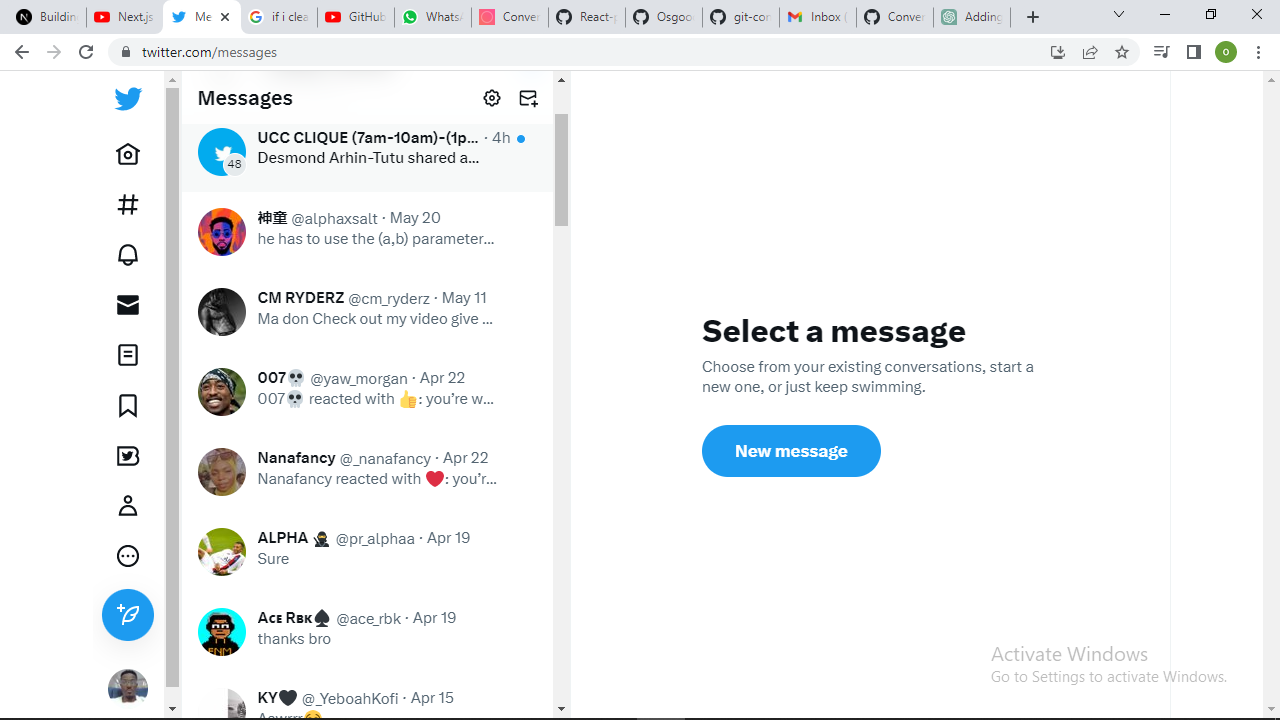 Buildin
Next.js
Me
if i clea
GitHub
WhatsA
Conver
React-p
Osgoo
git-com
Inbox (
Conver
Adding
twitter.com/messages
o
Messages
UCC CLIQUE (7am-10am)-(1p... · 4h
Desmond Arhin-Tutu shared a...
48
神童 @alphaxsalt · May 20
he has to use the (a,b) parameter...
CM RYDERZ @cm_ryderz · May 11
Ma don Check out my video give ...
007💀 @yaw_morgan · Apr 22
007💀 reacted with 👍: you're w...
Nanafancy @_nanafancy · Apr 22
Nanafancy reacted with ❤️: you'r...
ALPHA 🥷 @pr_alphaa · Apr 19
Sure
Aᴄᴇ Rʙᴋ♠️ @ace_rbk · Apr 19
thanks bro
KY🖤 @_YeboahKofi · Apr 15
Select a message
Choose from your existing conversations, start a
new one, or just keep swimming.
New message
Activate Windows
Go to Settings to activate Windows.